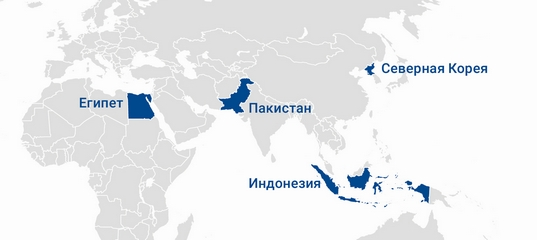 Северная Корея
Египет
Пакистан
Индонезия